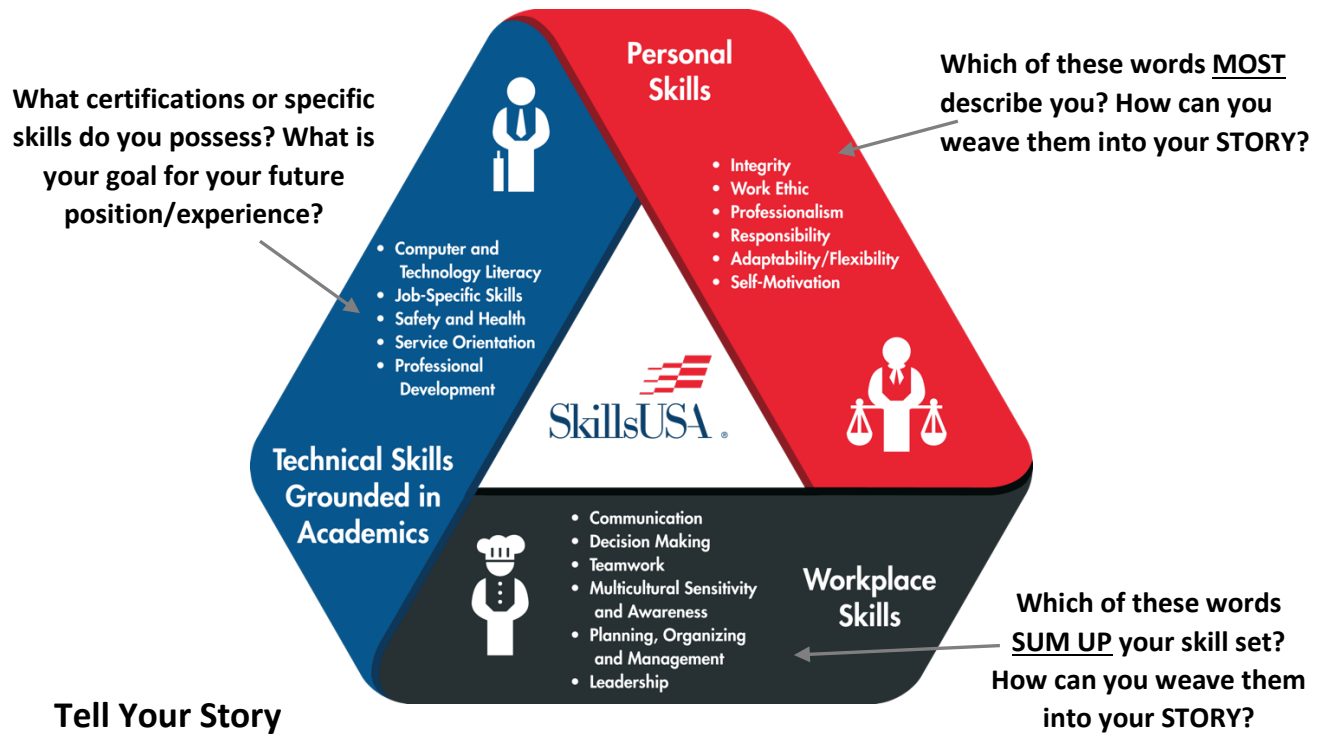 What certifications or specific
skills do you possess? What is
your goal for your future
position/experience?
Personal
Skills
Which of these words MOST
describe you? How can you
weave them into your STORY?
• Integrity
• Work Ethic
• Professionalism
• Responsibility
• Adaptability/Flexibility
• Self-Motivation
• Computer and
Technology Literacy
• Job-Specific Skills
• Safety and Health
• Service Orientation
• Professional
Development
Technical Skills
Grounded in
Academics
SkillsUSA®
• Communication
• Decision Making
• Teamwork
• Multicultural Sensitivity
and Awareness
• Planning, Organizing
and Management
• Leadership
Workplace
Skills
Which of these words
SUM UP your skill set?
How can you weave them
into your STORY?
Tell Your Story